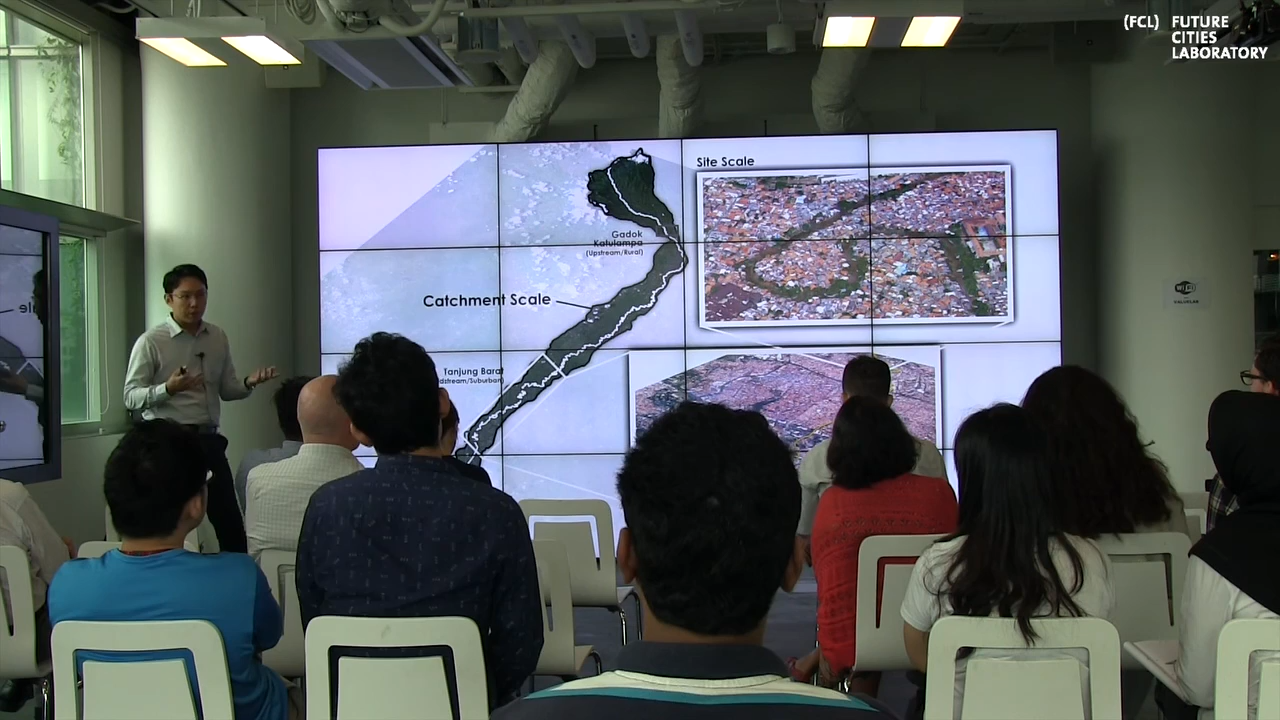 (FCL) FUTURE
CITIES
LABORATORY
Site Scale
Gadok
Katulampa
(Upstream/Rural)
Catchment Scale
Tanjung Barat